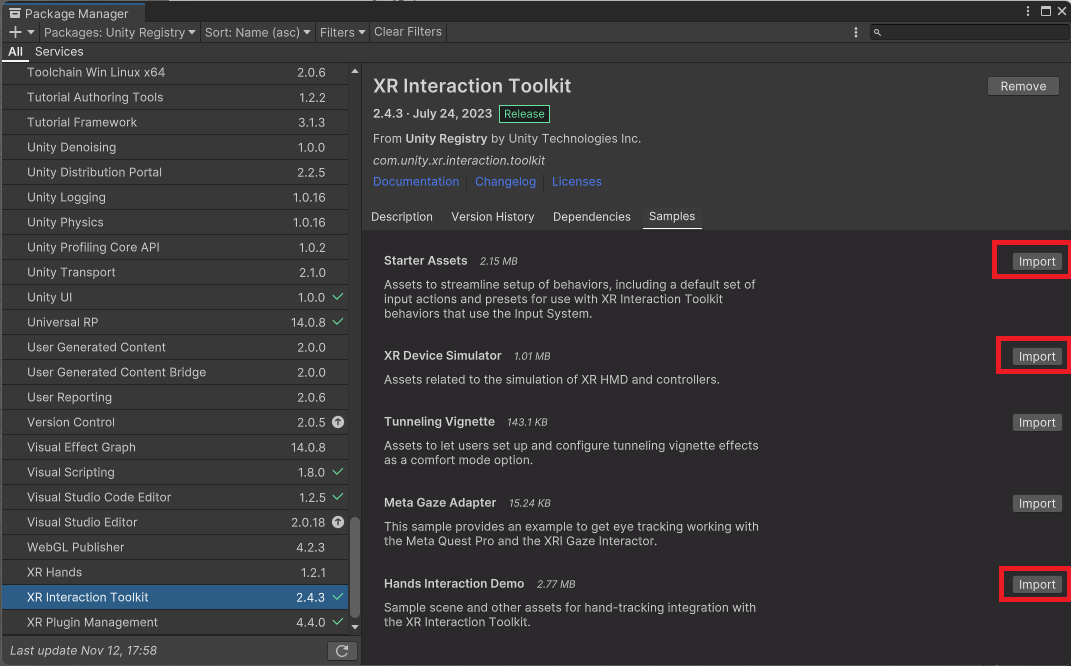 Package Manager
Packages: Unity Registry Sort: Name (asc) Filters Clear Filters
All Services
Toolchain Win Linux x64 2.0.6
Tutorial Authoring Tools 1.2.2
Tutorial Framework 3.1.3
Unity Denoising 1.0.0
Unity Distribution Portal 2.2.5
Unity Logging 1.0.16
Unity Physics 1.0.16
Unity Profiling Core API 1.0.2
Unity Transport 2.1.0
Unity UI 1.0.0
Universal RP 14.0.8
User Generated Content 2.0.0
User Generated Content Bridge 2.0.0
User Reporting 2.0.6
Version Control 2.0.5
Visual Effect Graph 14.0.8
Visual Scripting 1.8.0
Visual Studio Code Editor 1.2.5
Visual Studio Editor 2.0.18
WebGL Publisher 4.2.3
XR Hands 1.2.1
XR Interaction Toolkit 2.4.3
XR Plugin Management 4.4.0
Last update Nov 12, 17:58
XR Interaction Toolkit
Remove
2.4.3 · July 24, 2023 Release
From Unity Registry by Unity Technologies Inc.
com.unity.xr.interaction.toolkit
Documentation Changelog Licenses
Description Version History Dependencies Samples
Starter Assets 2.15 MB Import
Assets to streamline setup of behaviors, including a default set of
input actions and presets for use with XR Interaction Toolkit
behaviors that use the Input System.
XR Device Simulator 1.01 MB Import
Assets related to the simulation of XR HMD and controllers.
Tunneling Vignette 143.1 KB Import
Assets to let users set up and configure tunneling vignette effects
as a comfort mode option.
Meta Gaze Adapter 15.24 KB Import
This sample provides an example to get eye tracking working with
the Meta Quest Pro and the XRI Gaze Interactor.
Hands Interaction Demo 2.77 MB Import
Sample scene and other assets for hand-tracking integration with
the XR Interaction Toolkit.